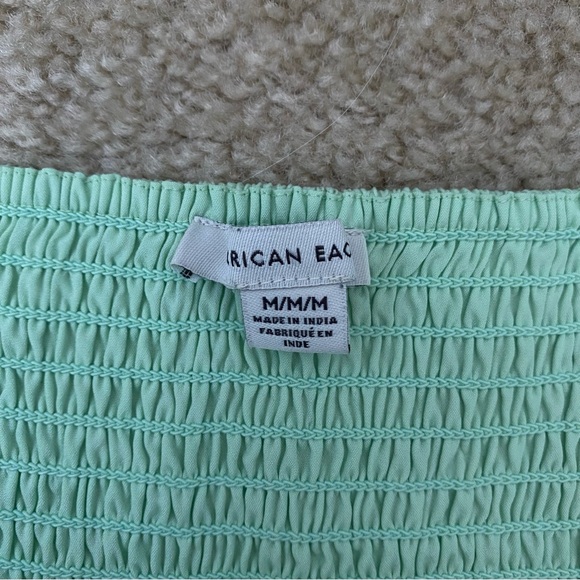 RICAN EAG
M/M/M
MADE IN INDIA
FABRIQUÉ EN
INDE